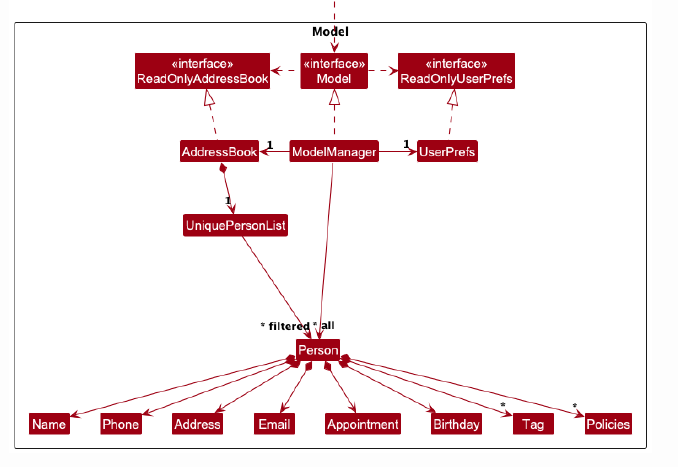 Model
«interface»
ReadOnlyAddressBook
«interface»
Model
«interface»
ReadOnlyUserPrefs
AddressBook
1
ModelManager
1
UserPrefs
1
UniquePersonList
* filtered * all
Person
* *
Name Phone Address Email Appointment Birthday Tag Policies